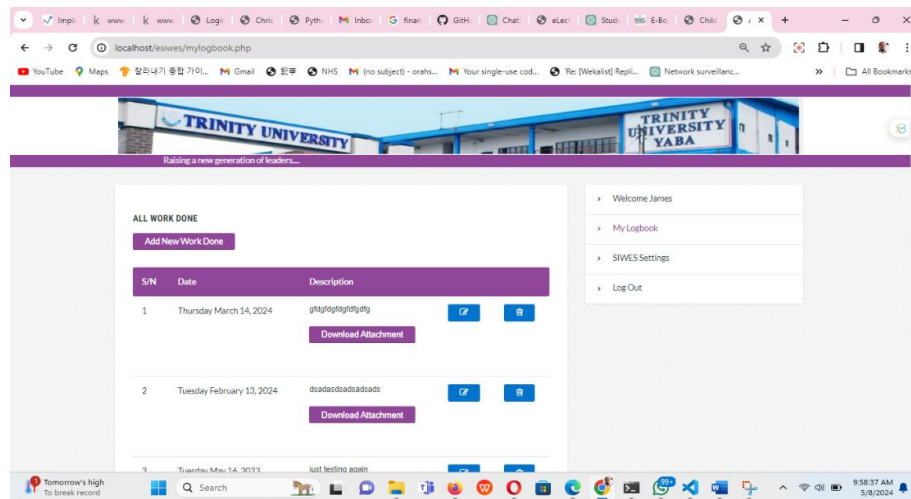 Impl k www k www Logi Chris Pyth Inbo G finan GitH Chat eLect Studi E-Bo Child
localhost/esiwes/mylogbook.php
YouTube Maps 잘라내기 종합 가이... Gmail NHS (no subject) - orahs... Your single-use cod... 'Re: [Wekalist] Repli... Network surveillanc... » All Bookmarks
TRINITY UNIVERSITY
TRINITY
UNIVERSITY
YABA
Raising a new generation of leaders....
ALL WORK DONE
Add New Work Done
S/N Date Description
1 Thursday March 14, 2024 gfdgfdgfdgfdfgdfg
Download Attachment
2 Tuesday February 13, 2024 dsadasdsadsadsads
Download Attachment
3 Tuesday May 16, 2023 just testing again
Welcome James
My Logbook
SIWES Settings
Log Out
Tomorrow's high
To break record
Search
99+
9:58:37 AM
5/8/2024